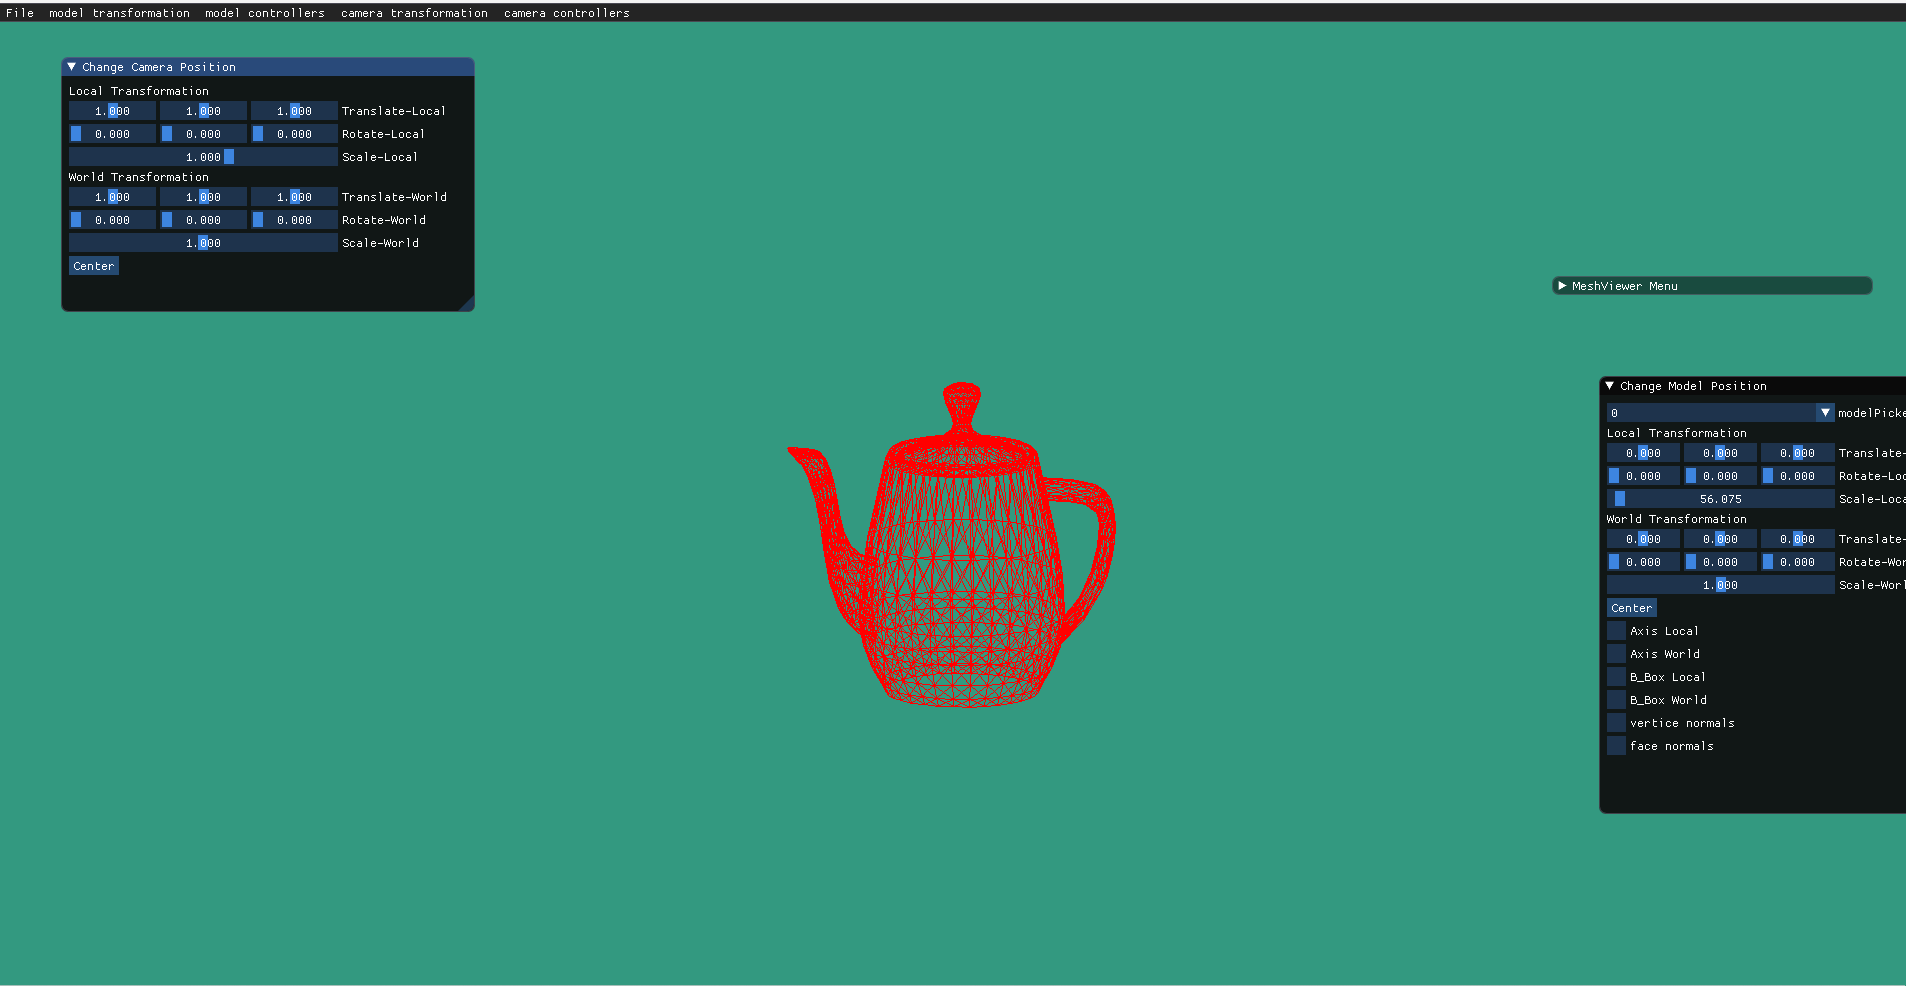 File model transformation model controllers camera transformation camera controllers
Change Camera Position
Local Transformation
1.000 1.000 1.000 Translate-Local
0.000 0.000 0.000 Rotate-Local
1.000 Scale-Local
World Transformation
1.000 1.000 1.000 Translate-World
0.000 0.000 0.000 Rotate-World
1.000 Scale-World
Center
MeshViewer Menu
Change Model Position
0 modelPicke
Local Transformation
0.000 0.000 0.000 Translate-
0.000 0.000 0.000 Rotate-Loc
56.075 Scale-Loca
World Transformation
0.000 0.000 0.000 Translate-
0.000 0.000 0.000 Rotate-Wor
1.000 Scale-Worl
Center
Axis Local
Axis World
B_Box Local
B_Box World
vertice normals
face normals